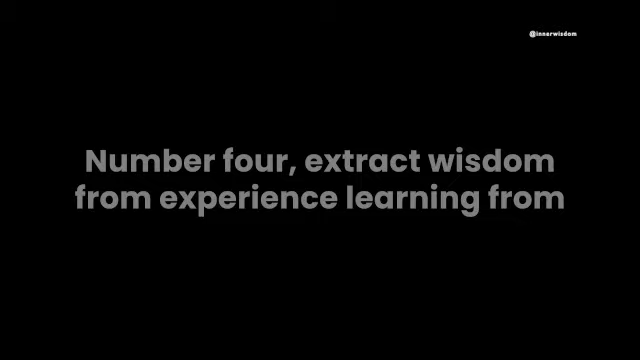 @innerwisdom
Number four, extract wisdom
from experience learning from